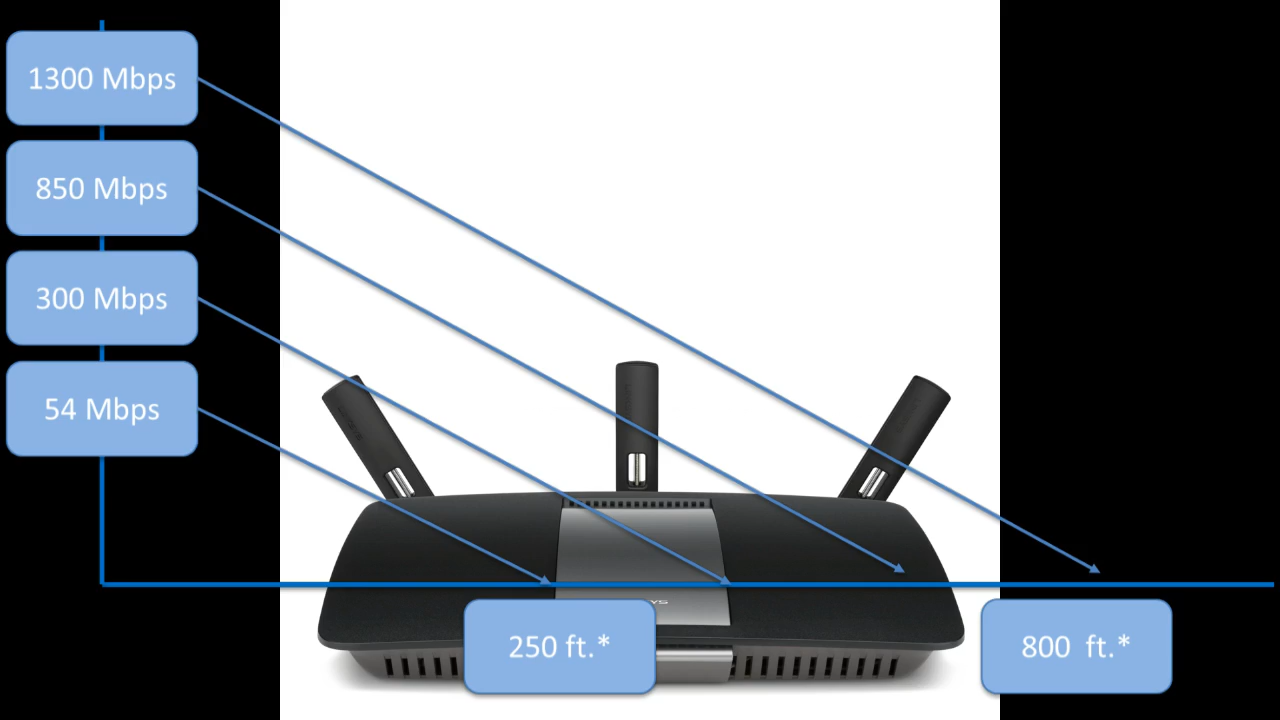 1300 Mbps
850 Mbps
300 Mbps
54 Mbps
250 ft.*
800 ft.*